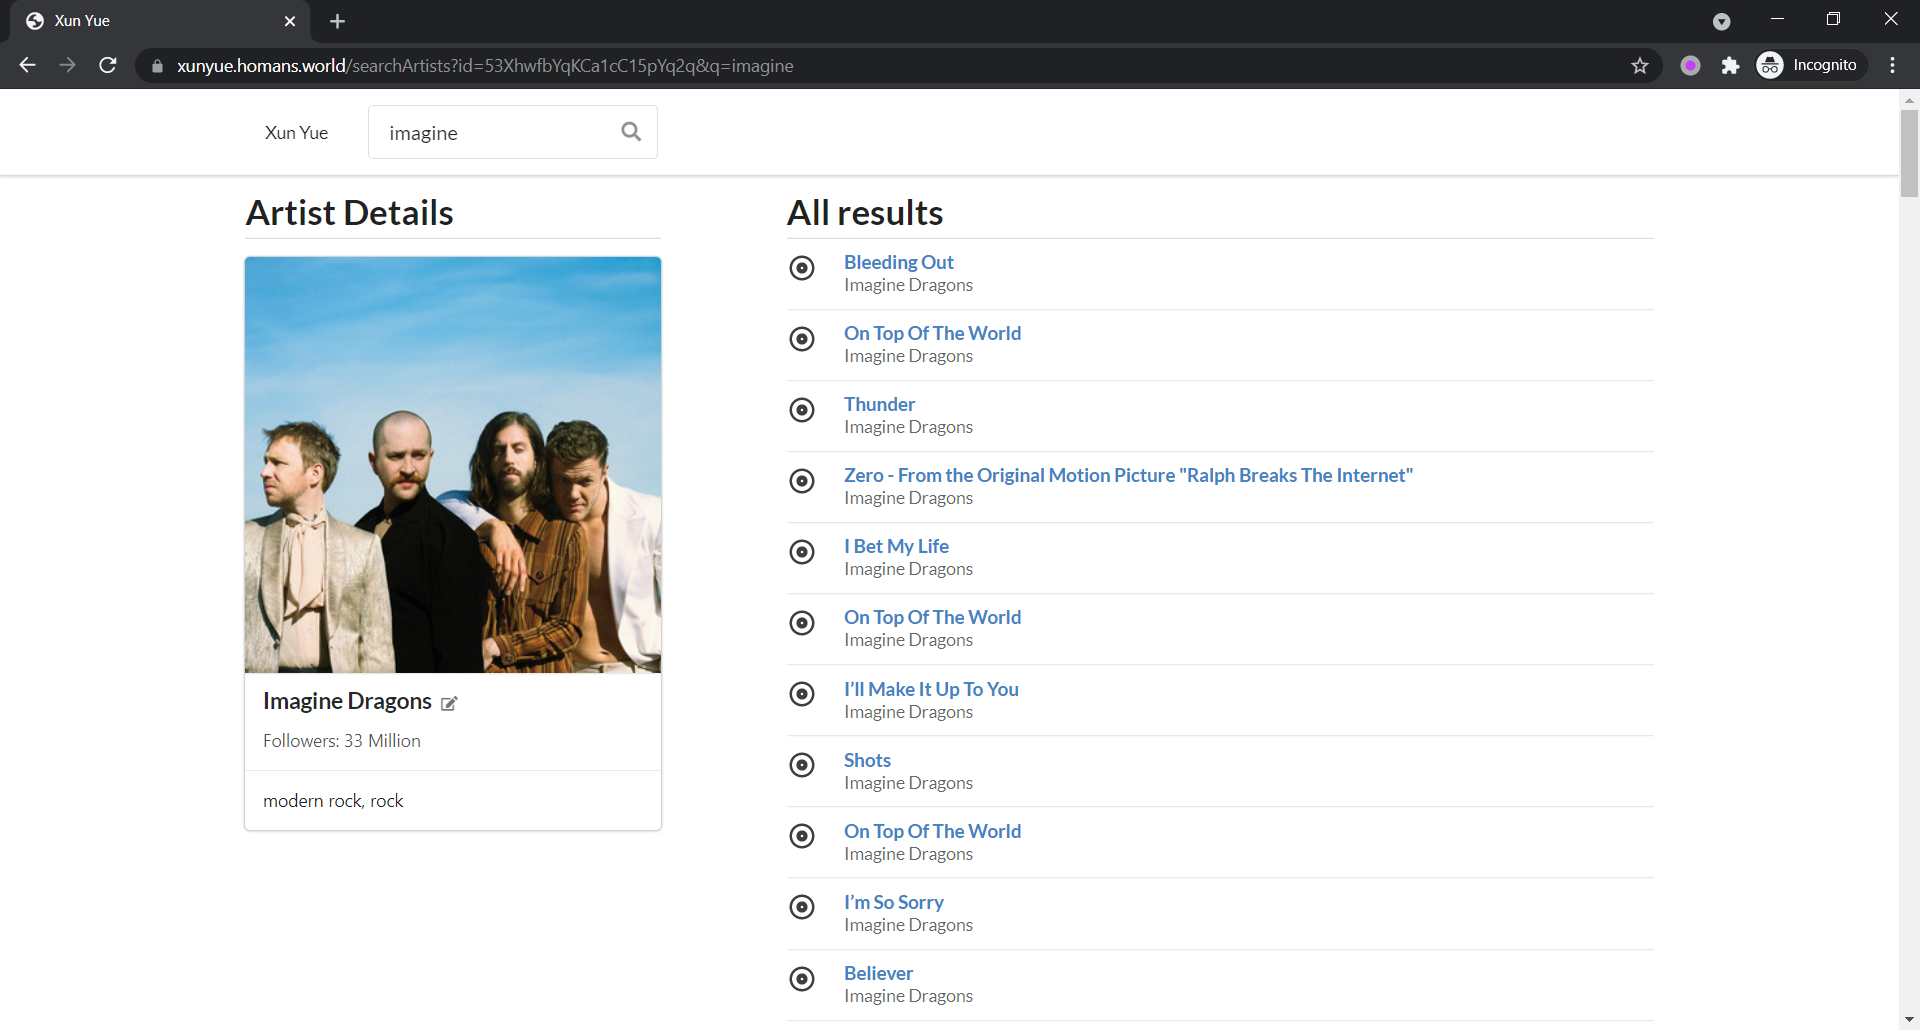 Xun Yue
xunyue.homans.world/searchArtists?id=53XhwfbYqKCa1cC15pYq2q&q=imagine
Incognito
Xun Yue
imagine
Artist Details
Imagine Dragons
Followers: 33 Million
modern rock, rock
All results
Bleeding Out
Imagine Dragons
On Top Of The World
Imagine Dragons
Thunder
Imagine Dragons
Zero - From the Original Motion Picture "Ralph Breaks The Internet"
Imagine Dragons
I Bet My Life
Imagine Dragons
On Top Of The World
Imagine Dragons
I’ll Make It Up To You
Imagine Dragons
Shots
Imagine Dragons
On Top Of The World
Imagine Dragons
I’m So Sorry
Imagine Dragons
Believer
Imagine Dragons